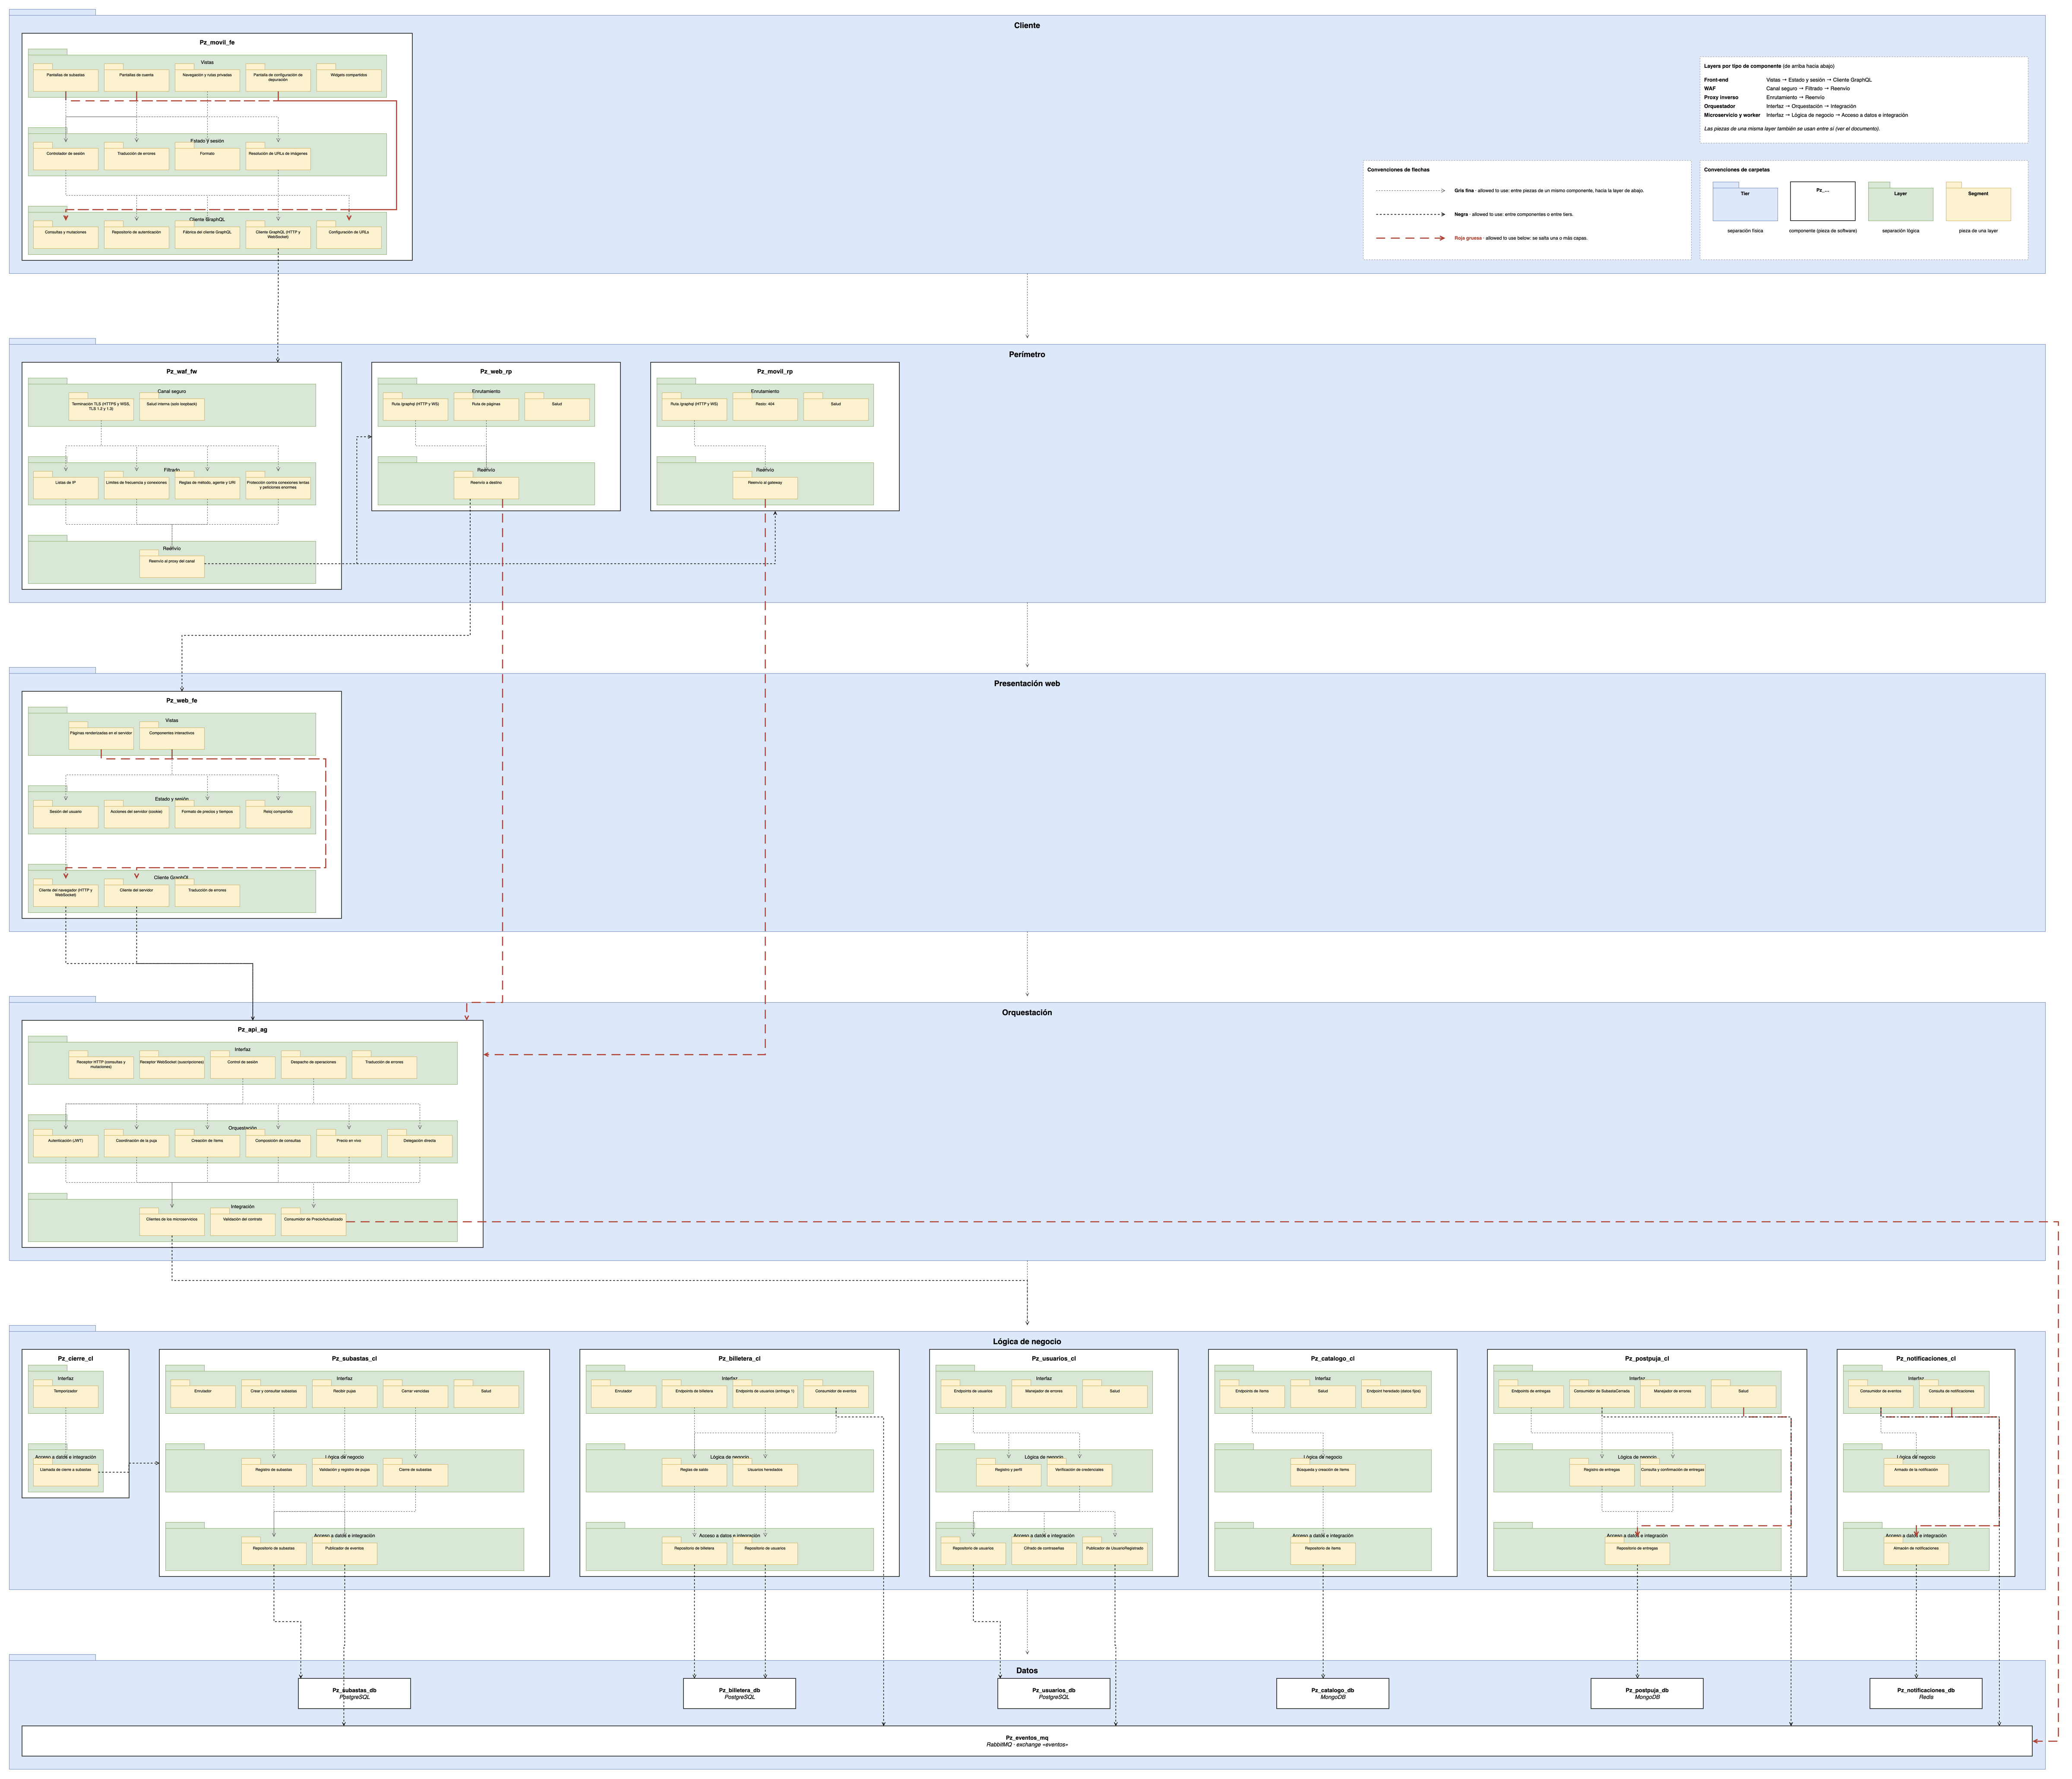 Cliente
Pz_movil_fe
Vistas
Pantallas de subastas
Pantallas de cuenta
Navegación y rutas privadas
Pantalla de configuración de
depuración
Widgets compartidos
Estado y sesión
Controlador de sesión
Traducción de errores
Formato
Resolución de URLs de imágenes
Cliente GraphQL
Consultas y mutaciones
Repositorio de autenticación
Fábrica del cliente GraphQL
Cliente GraphQL (HTTP y
WebSocket)
Configuración de URLs
Layers por tipo de componente (de arriba hacia abajo)
Front-end Vistas → Estado y sesión → Cliente GraphQL
WAF Canal seguro → Filtrado → Reenvío
Proxy inverso Enrutamiento → Reenvío
Orquestador Interfaz → Orquestación → Integración
Microservicio y worker Interfaz → Lógica de negocio → Acceso a datos e integración
Las piezas de una misma layer también se usan entre sí (ver el documento).
Convenciones de flechas
Gris fina · allowed to use: entre piezas de un mismo componente, hacia la layer de abajo.
Negra · allowed to use: entre componentes o entre tiers.
Roja gruesa · allowed to use below: se salta una o más capas.
Convenciones de carpetas
Tier
Pz_...
Layer
Segment
separación física
componente (pieza de software)
separación lógica
pieza de una layer
Perímetro
Pz_waf_fw
Canal seguro
Terminación TLS (HTTPS y WSS,
TLS 1.2 y 1.3)
Salud interna (solo loopback)
Filtrado
Listas de IP
Límites de frecuencia y conexiones
Reglas de método, agente y URI
Protección contra conexiones lentas
y peticiones enormes
Reenvío
Reenvío al proxy del canal
Pz_web_rp
Enrutamiento
Ruta /graphql (HTTP y WS)
Ruta de páginas
Salud
Reenvío
Reenvío a destino
Pz_movil_rp
Enrutamiento
Ruta /graphql (HTTP y WS)
Resto: 404
Salud
Reenvío
Reenvío al gateway
Presentación web
Pz_web_fe
Vistas
Páginas renderizadas en el servidor
Componentes interactivos
Estado y sesión
Sesión del usuario
Acciones del servidor (cookie)
Formato de precios y tiempos
Reloj compartido
Cliente GraphQL
Cliente del navegador (HTTP y
WebSocket)
Cliente del servidor
Traducción de errores
Orquestación
Pz_api_ag
Interfaz
Receptor HTTP (consultas y
mutaciones)
Receptor WebSocket (suscripciones)
Control de sesión
Despacho de operaciones
Traducción de errores
Orquestación
Autenticación (JWT)
Coordinación de la puja
Creación de ítems
Composición de consultas
Precio en vivo
Delegación directa
Integración
Clientes de los microservicios
Validación del contrato
Consumidor de PrecioActualizado
Lógica de negocio
Pz_cierre_cl
Interfaz
Temporizador
Acceso a datos e integración
Llamada de cierre a subastas
Pz_subastas_cl
Interfaz
Enrutador
Crear y consultar subastas
Recibir pujas
Cerrar vencidas
Salud
Lógica de negocio
Registro de subastas
Validación y registro de pujas
Cierre de subastas
Acceso a datos e integración
Repositorio de subastas
Publicador de eventos
Pz_billetera_cl
Interfaz
Enrutador
Endpoints de billetera
Endpoints de usuarios (entrega 1)
Consumidor de eventos
Lógica de negocio
Reglas de saldo
Usuarios heredados
Acceso a datos e integración
Repositorio de billetera
Repositorio de usuarios
Pz_usuarios_cl
Interfaz
Endpoints de usuarios
Manejador de errores
Salud
Lógica de negocio
Registro y perfil
Verificación de credenciales
Acceso a datos e integración
Repositorio de usuarios
Cifrado de contraseñas
Publicador de UsuarioRegistrado
Pz_catalogo_cl
Interfaz
Endpoints de ítems
Salud
Endpoint heredado (datos fijos)
Lógica de negocio
Búsqueda y creación de ítems
Acceso a datos e integración
Repositorio de ítems
Pz_postpuja_cl
Interfaz
Endpoints de entregas
Consumidor de SubastaCerrada
Manejador de errores
Salud
Lógica de negocio
Registro de entregas
Consulta y confirmación de entregas
Acceso a datos e integración
Repositorio de entregas
Pz_notificaciones_cl
Interfaz
Consumidor de eventos
Consulta de notificaciones
Lógica de negocio
Armado de la notificación
Acceso a datos e integración
Almacén de notificaciones
Datos
Pz_subastas_db
PostgreSQL
Pz_billetera_db
PostgreSQL
Pz_usuarios_db
PostgreSQL
Pz_catalogo_db
MongoDB
Pz_postpuja_db
MongoDB
Pz_notificaciones_db
Redis
Pz_eventos_mq
RabbitMQ · exchange «eventos»